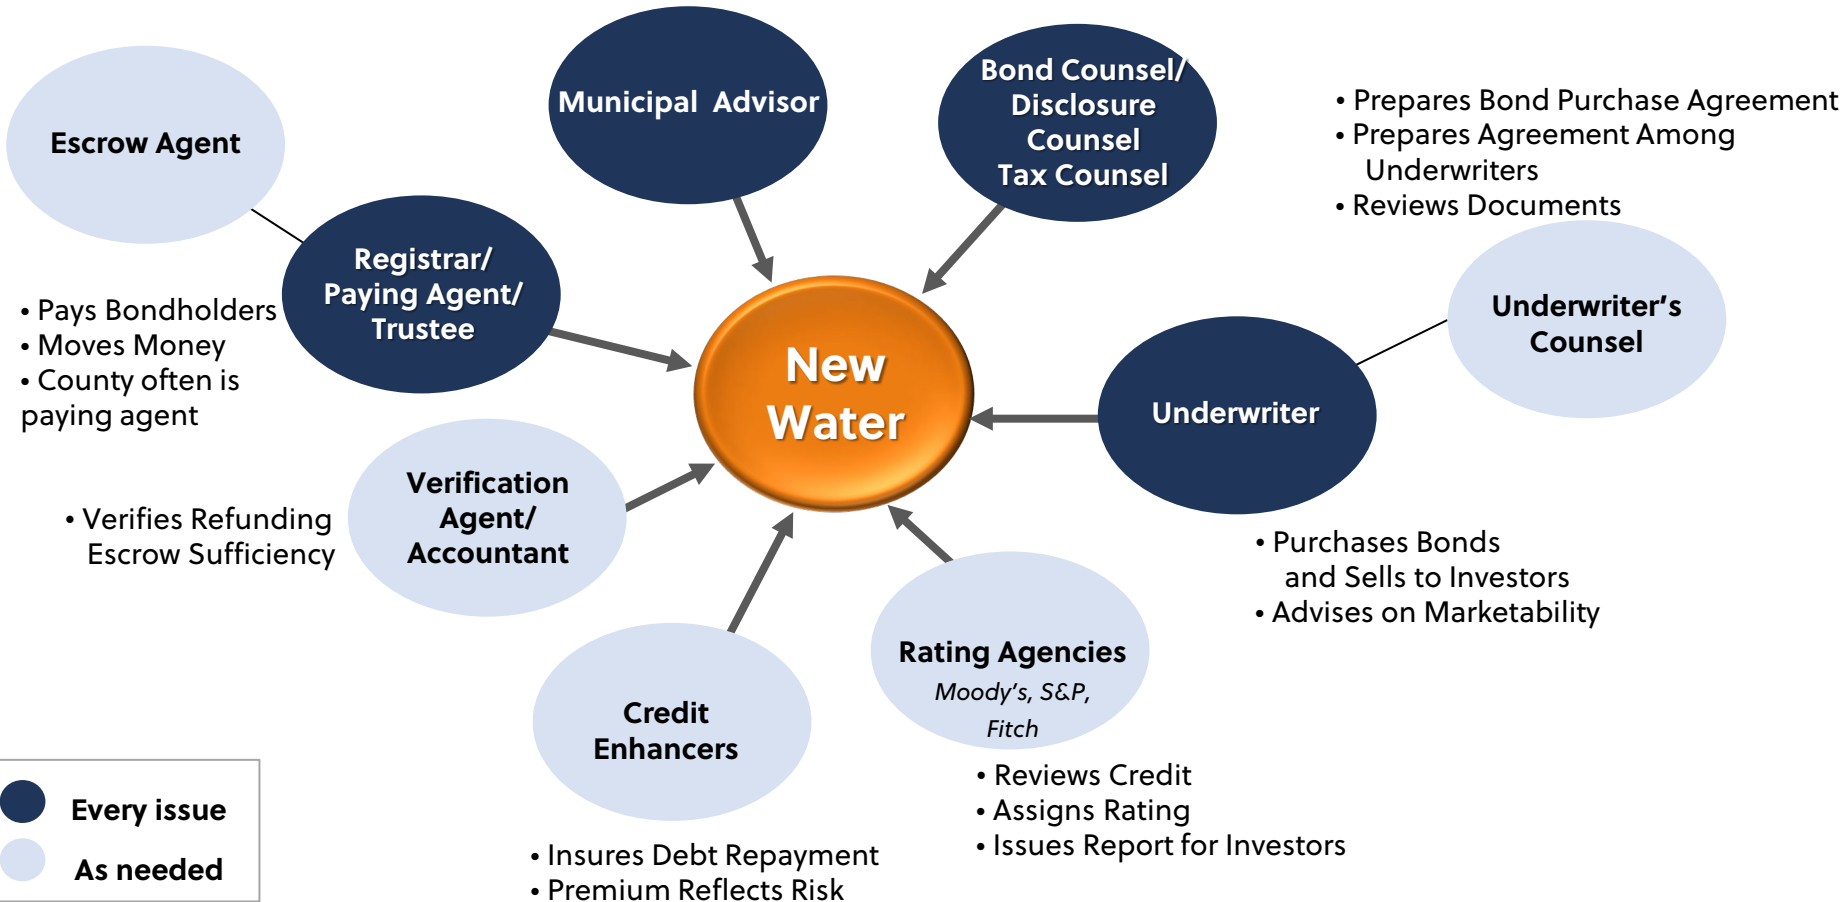 Municipal  Advisor
Bond Counsel/
Disclosure
Counsel
Tax Counsel
• Prepares Bond Purchase Agreement
• Prepares Agreement Among
Underwriters
• Reviews Documents
Escrow Agent
Registrar/
Paying Agent/
Trustee
• Pays Bondholders
• Moves Money
• County often is
paying agent
New
Water
Underwriter's
Counsel
Underwriter
• Purchases Bonds
and Sells to Investors
• Advises on Marketability
Verification
Agent/
Accountant
• Verifies Refunding
Escrow Sufficiency
Credit
Enhancers
• Insures Debt Repayment
• Premium Reflects Risk
Rating Agencies
Moody's, S&P,
Fitch
• Reviews Credit
• Assigns Rating
• Issues Report for Investors
Every issue
As needed